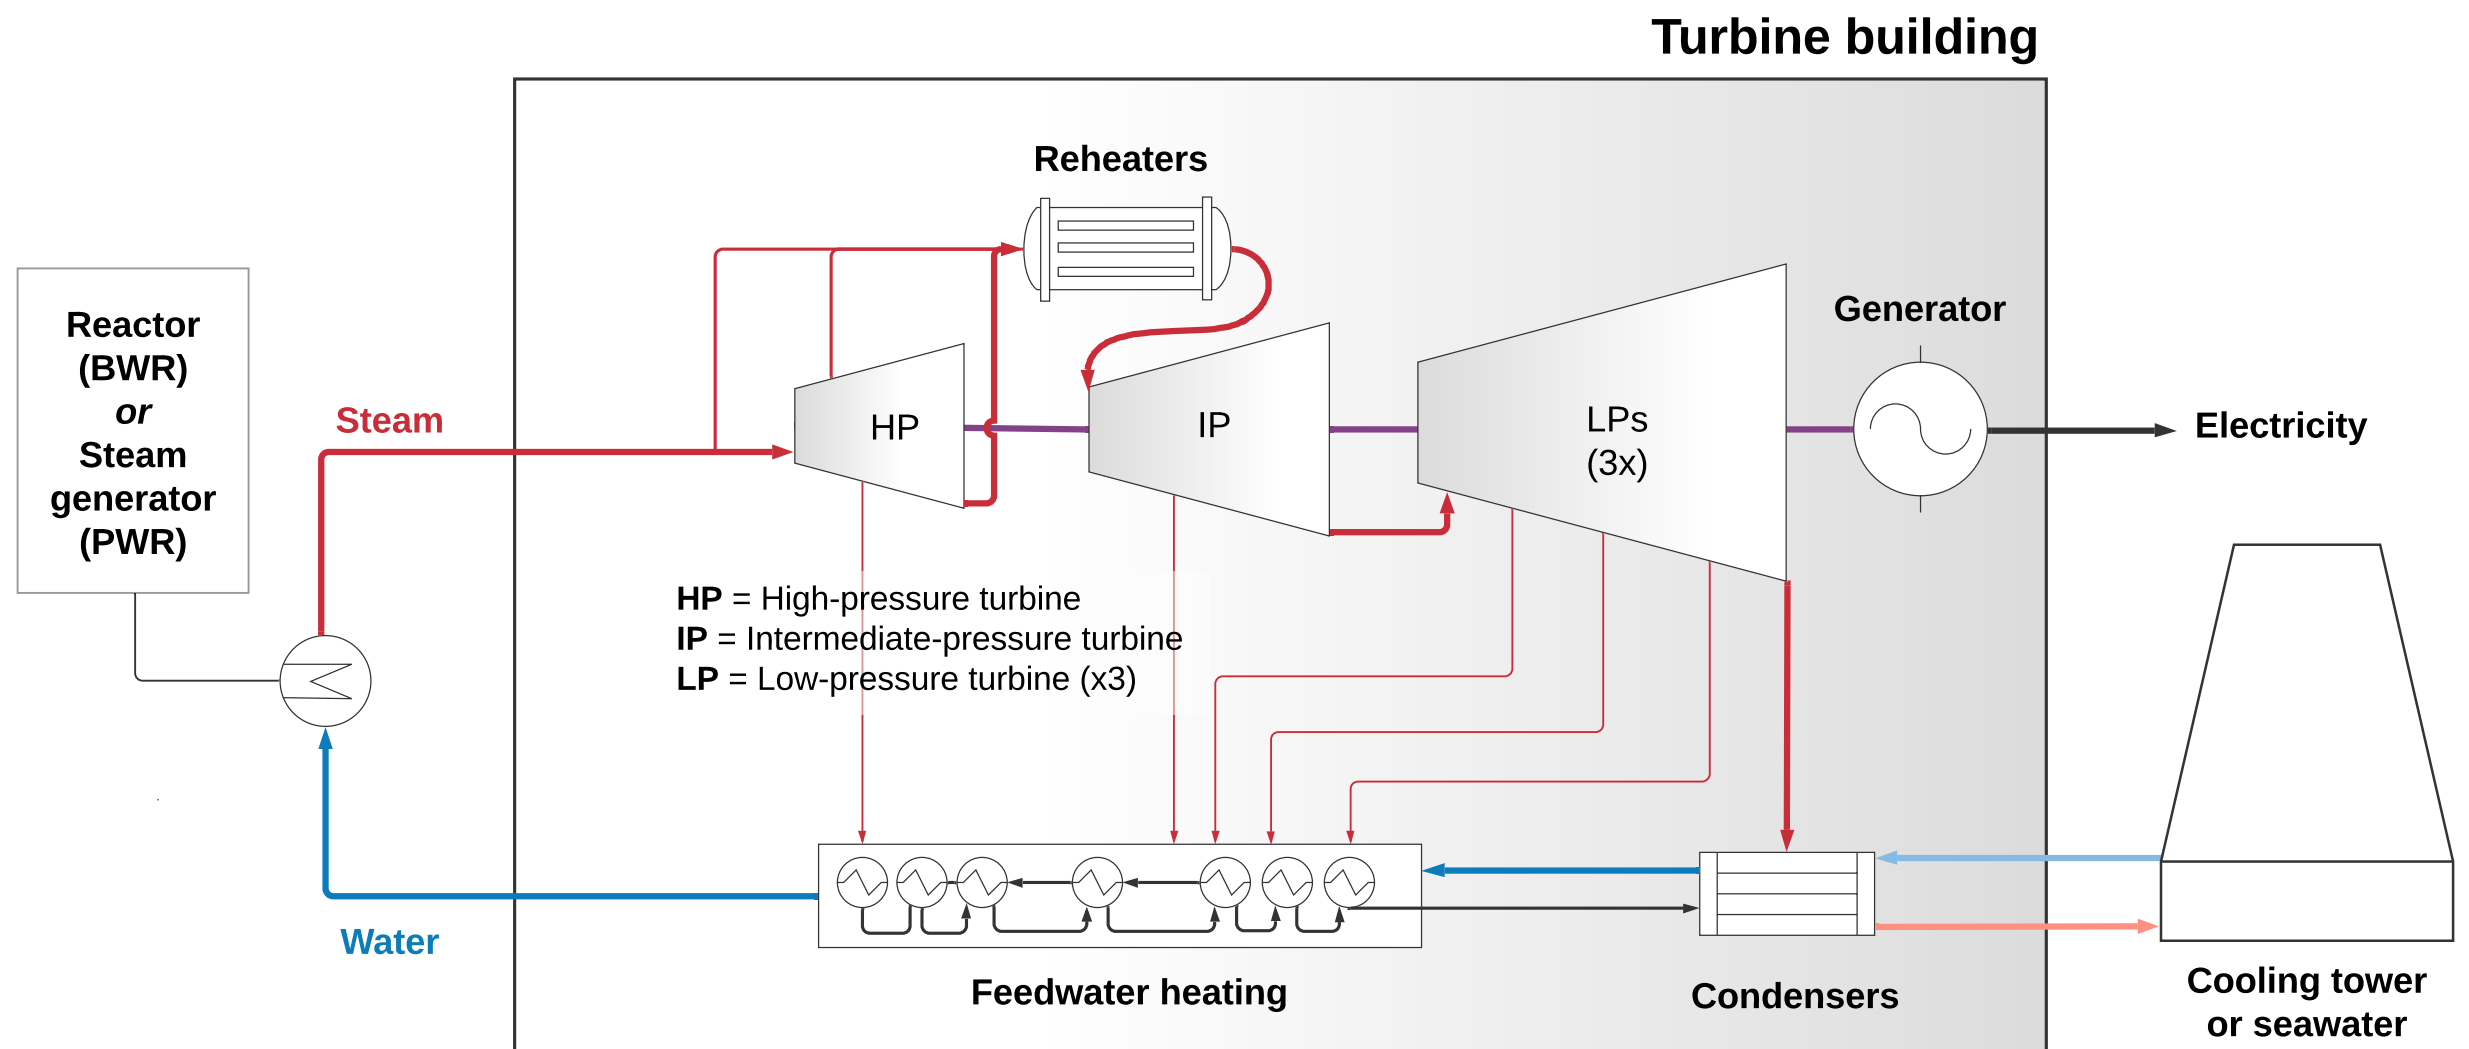 Turbine building
Reheaters
Generator
Reactor
(BWR)
or
Steam
generator
(PWR)
Steam
HP
IP
LPs
(3x)
Electricity
HP = High-pressure turbine
IP = Intermediate-pressure turbine
LP = Low-pressure turbine (x3)
Water
Feedwater heating
Condensers
Cooling tower
or seawater